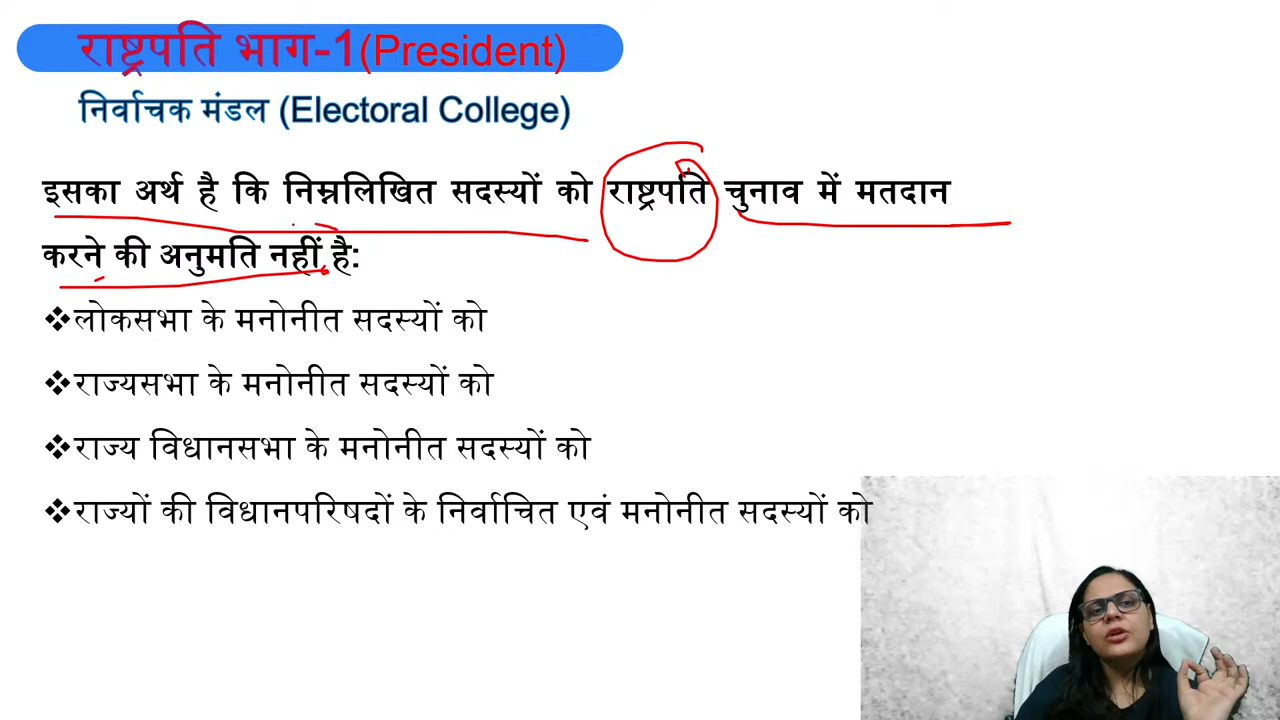 राष्ट्रपति भाग-1(President)
निर्वाचक मंडल (Electoral College)
इसका अर्थ है कि निम्नलिखित सदस्यों को राष्ट्रपति चुनाव में मतदान
करने की अनुमति नहीं है:
❖लोकसभा के मनोनीत सदस्यों को
❖राज्यसभा के मनोनीत सदस्यों को
❖राज्य विधानसभा के मनोनीत सदस्यों को
❖राज्यों की विधानपरिषदों के निर्वाचित एवं मनोनीत सदस्यों को